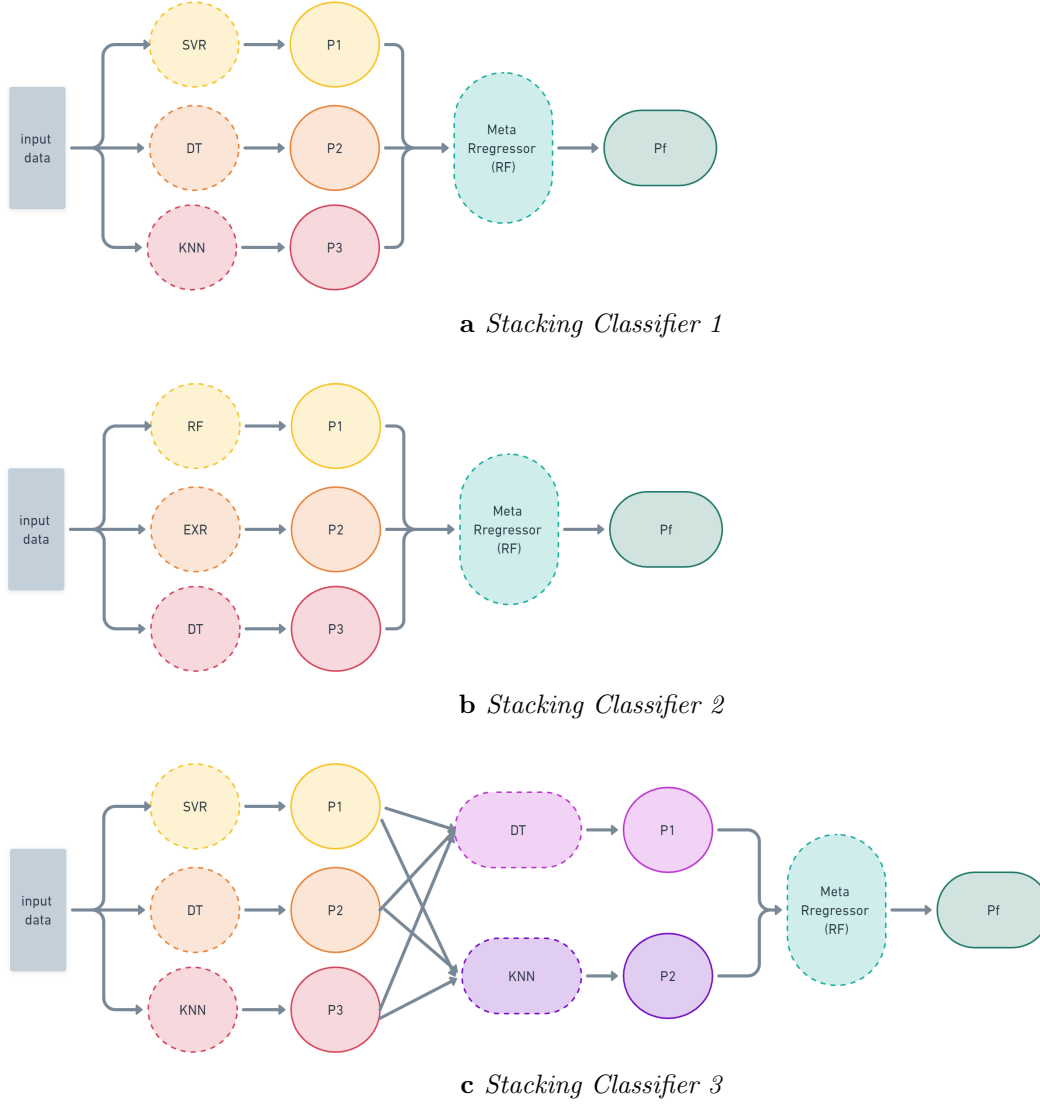 SVR
P1
input
data
DT
P2
Meta
Rregressor
(RF)
Pf
KNN
P3
a Stacking Classifier 1
RF
P1
input
data
EXR
P2
Meta
Rregressor
(RF)
Pf
DT
P3
b Stacking Classifier 2
SVR
P1
DT
P1
input
data
DT
P2
Meta
Rregressor
(RF)
Pf
KNN
P2
KNN
P3
c Stacking Classifier 3